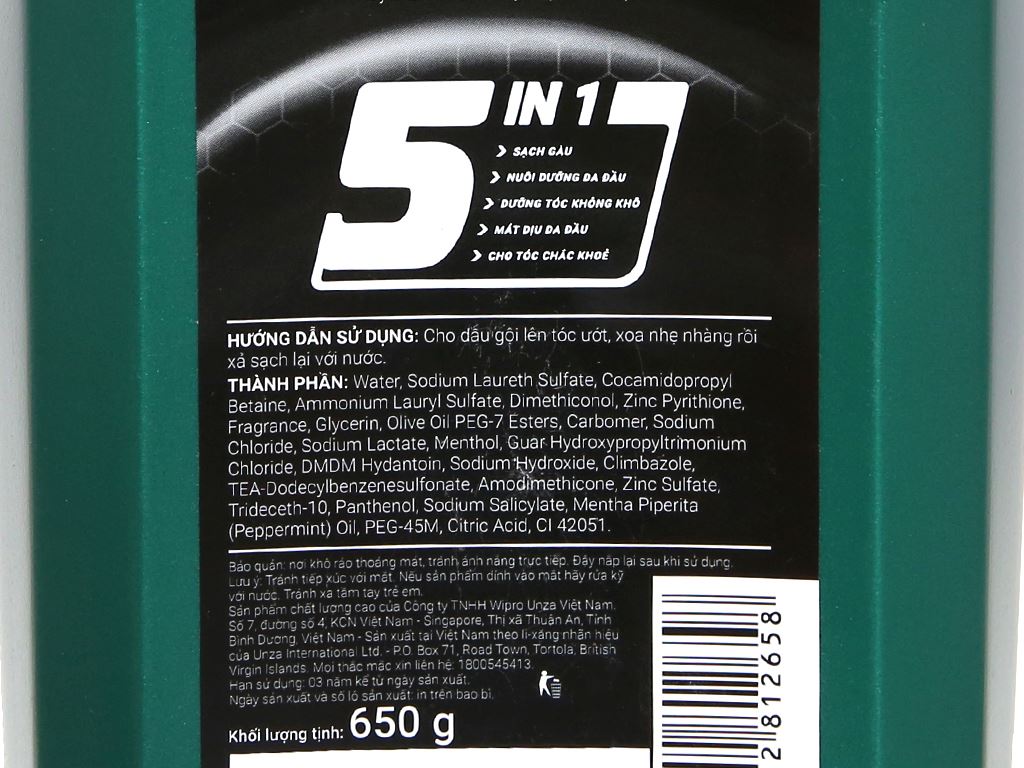 5 IN 1
SẠCH GÀU
NUÔI DƯỠNG DA ĐẦU
DƯỠNG TÓC KHÔNG KHÔ
MÁT DỊU DA ĐẦU
CHO TÓC CHẮC KHOẺ
HƯỚNG DẪN SỬ DỤNG: Cho dầu gội lên tóc ướt, xoa nhẹ nhàng rồi
xả sạch lại với nước.
THÀNH PHẦN: Water, Sodium Laureth Sulfate, Cocamidopropyl
Betaine, Ammonium Lauryl Sulfate, Dimethiconol, Zinc Pyrithione,
Fragrance, Glycerin, Olive Oil PEG-7 Esters, Carbomer, Sodium
Chloride, Sodium Lactate, Menthol, Guar Hydroxypropyltrimonium
Chloride, DMDM Hydantoin, Sodium Hydroxide, Climbazole,
TEA-Dodecylbenzenesulfonate, Amodimethicone, Zinc Sulfate,
Trideceth-10, Panthenol, Sodium Salicylate, Mentha Piperita
(Peppermint) Oil, PEG-45M, Citric Acid, CI 42051.
Bảo quản: nơi khô ráo thoáng mát, tránh ánh nắng trực tiếp. Đậy nắp lại sau khi sử dụng.
Lưu ý: Tránh tiếp xúc với mắt. Nếu sản phẩm dính vào mắt hãy rửa kỹ
với nước. Tránh xa tầm tay trẻ em.
Sản phẩm chất lượng cao của Công ty TNHH Wipro Unza Việt Nam.
Số 7, đường số 4, KCN Việt Nam - Singapore, Thị xã Thuận An, Tỉnh
Bình Dương, Việt Nam - Sản xuất tại Việt Nam theo li-xăng nhãn hiệu
của Unza International Ltd. - P.O. Box 71, Road Town, Tortola, British
Virgin Islands. Mọi thắc mắc xin liên hệ: 1800545413.
Hạn sử dụng: 03 năm kể từ ngày sản xuất.
Ngày sản xuất và số lô sản xuất: in trên bao bì.
Khối lượng tịnh: 650 g
2812658